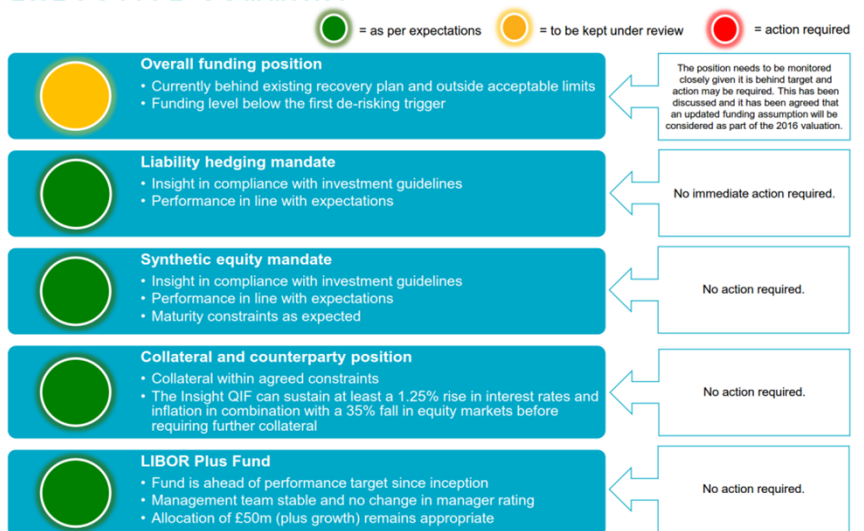 = as per expectations
= to be kept under review
= action required
Overall funding position
• Currently behind existing recovery plan and outside acceptable limits
• Funding level below the first de-risking trigger
The position needs to be monitored
closely given it is behind target and
action may be required. This has been
discussed and it has been agreed that
an updated funding assumption will be
considered as part of the 2016 valuation.
Liability hedging mandate
• Insight in compliance with investment guidelines
• Performance in line with expectations
No immediate action required.
Synthetic equity mandate
• Insight in compliance with investment guidelines
• Performance in line with expectations
• Maturity constraints as expected
No action required.
Collateral and counterparty position
• Collateral within agreed constraints
• The Insight QIF can sustain at least a 1.25% rise in interest rates and
inflation in combination with a 35% fall in equity markets before
requiring further collateral
No action required.
LIBOR Plus Fund
• Fund is ahead of performance target since inception
• Management team stable and no change in manager rating
• Allocation of £50m (plus growth) remains appropriate
No action required.